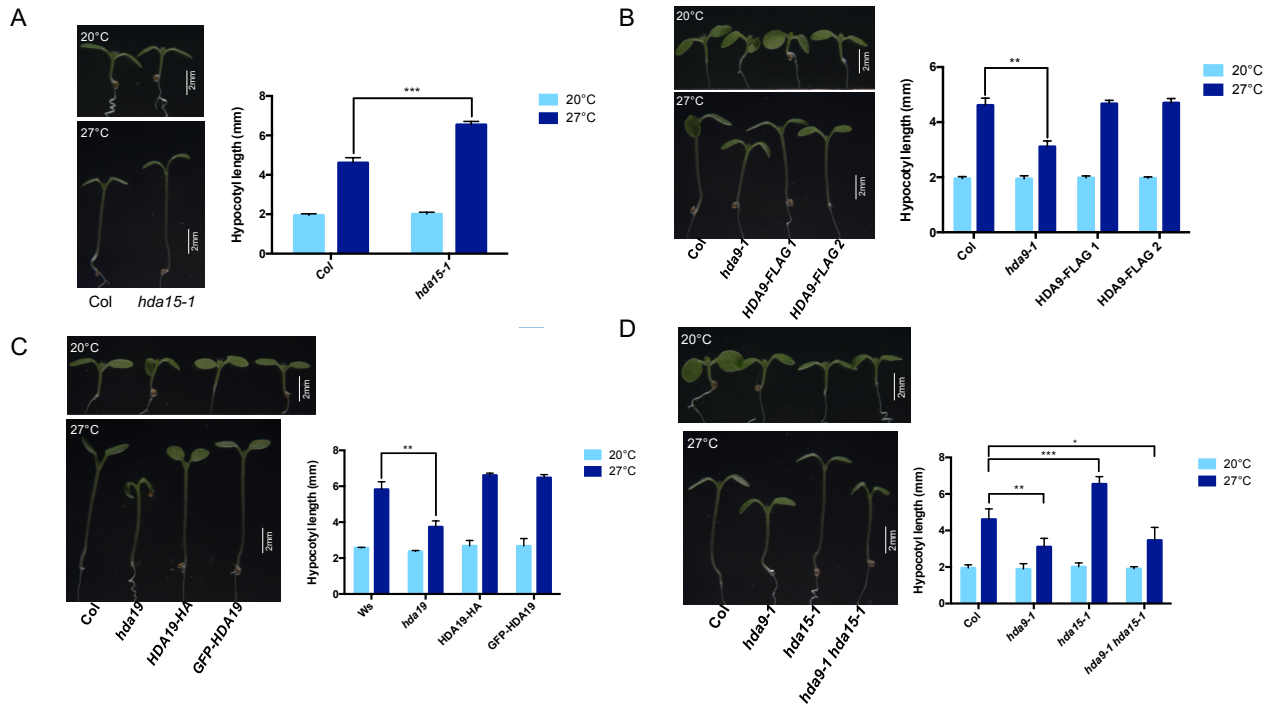 A
20°C
2mm
27°C
2mm
Col hda15-1
Hypocotyl length (mm)
8
6
4
2
0
***
Col
hda15-1
20°C
27°C
B
20°C
2mm
27°C
2mm
Col
hda9-1
HDA9-FLAG 1
HDA9-FLAG 2
Hypocotyl length (mm)
6
4
2
0
**
Col
hda9-1
HDA9-FLAG 1
HDA9-FLAG 2
20°C
27°C
C
20°C
2mm
27°C
2mm
Col
hda19
HDA19-HA
GFP-HDA19
Hypocotyl length (mm)
8
6
4
2
0
**
Ws
hda19
HDA19-HA
GFP-HDA19
20°C
27°C
D
20°C
2mm
27°C
2mm
Col
hda9-1
hda15-1
hda9-1 hda15-1
Hypocotyl length (mm)
8
6
4
2
0
*
***
**
Col
hda9-1
hda15-1
hda9-1 hda15-1
20°C
27°C